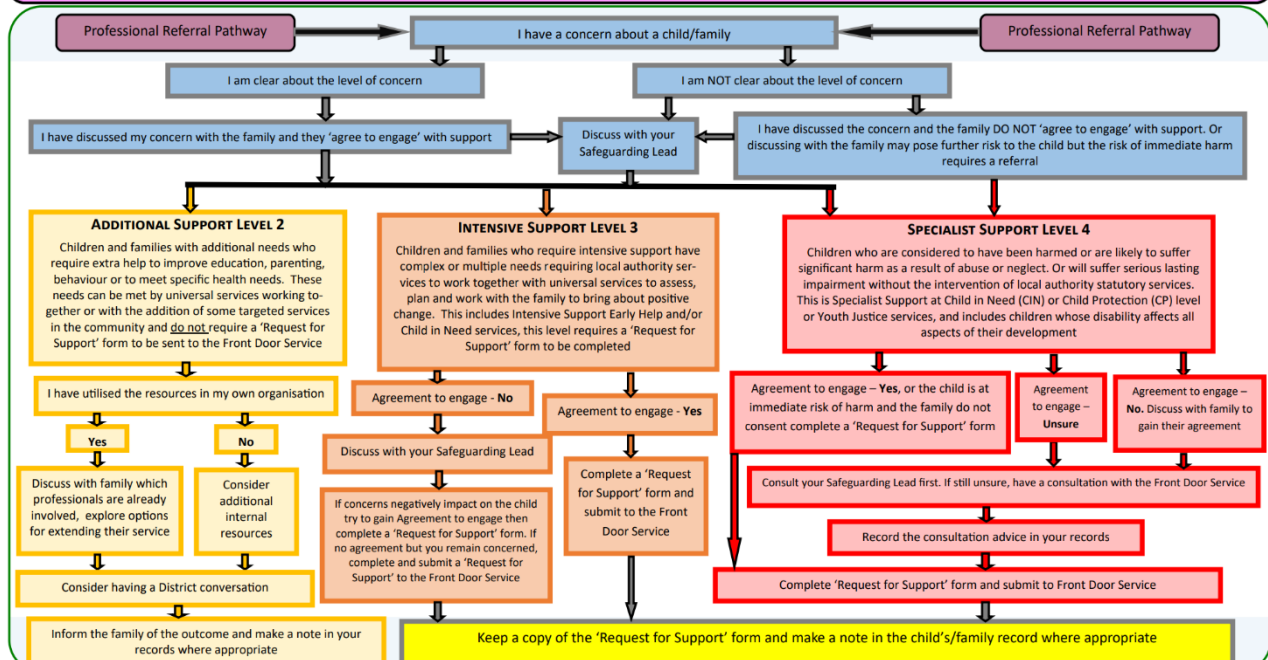 Professional Referral Pathway
I have a concern about a child/family
Professional Referral Pathway
I am clear about the level of concern
I am NOT clear about the level of concern
I have discussed my concern with the family and they ‘agree to engage’ with support
Discuss with your
Safeguarding Lead
I have discussed the concern and the family DO NOT ‘agree to engage’ with support. Or
discussing with the family may pose further risk to the child but the risk of immediate harm
requires a referral
ADDITIONAL SUPPORT LEVEL 2
Children and families with additional needs who
require extra help to improve education, parenting,
behaviour or to meet specific health needs. These
needs can be met by universal services working to-
gether or with the addition of some targeted services
in the community and do not require a ‘Request for
Support’ form to be sent to the Front Door Service
INTENSIVE SUPPORT LEVEL 3
Children and families who require intensive support have
complex or multiple needs requiring local authority ser-
vices to work together with universal services to assess,
plan and work with the family to bring about positive
change. This includes Intensive Support Early Help and/or
Child in Need services, this level requires a ‘Request for
Support’ form to be completed
SPECIALIST SUPPORT LEVEL 4
Children who are considered to have been harmed or are likely to suffer
significant harm as a result of abuse or neglect. Or will suffer serious lasting
impairment without the intervention of local authority statutory services.
This is Specialist Support at Child in Need (CIN) or Child Protection (CP) level
or Youth Justice services, and includes children whose disability affects all
aspects of their development
I have utilised the resources in my own organisation
Yes
No
Discuss with family which
professionals are already
involved, explore options
for extending their service
Consider
additional
internal
resources
Consider having a District conversation
Inform the family of the outcome and make a note in your
records where appropriate
Agreement to engage - No
Agreement to engage - Yes
Discuss with your Safeguarding Lead
If concerns negatively impact on the child
try to gain Agreement to engage then
complete a ‘Request for Support’ form. If
no agreement but you remain concerned,
complete and submit a ‘Request for
Support’ to the Front Door Service
Complete a ‘Request
for Support’ form and
submit to the Front
Door Service
Agreement to engage – Yes, or the child is at
immediate risk of harm and the family do not
consent complete a ‘Request for Support’ form
Agreement
to engage –
Unsure
Agreement to engage –
No. Discuss with family to
gain their agreement
Consult your Safeguarding Lead first. If still unsure, have a consultation with the Front Door Service
Record the consultation advice in your records
Complete ‘Request for Support’ form and submit to Front Door Service
Keep a copy of the ‘Request for Support’ form and make a note in the child’s/family record where appropriate